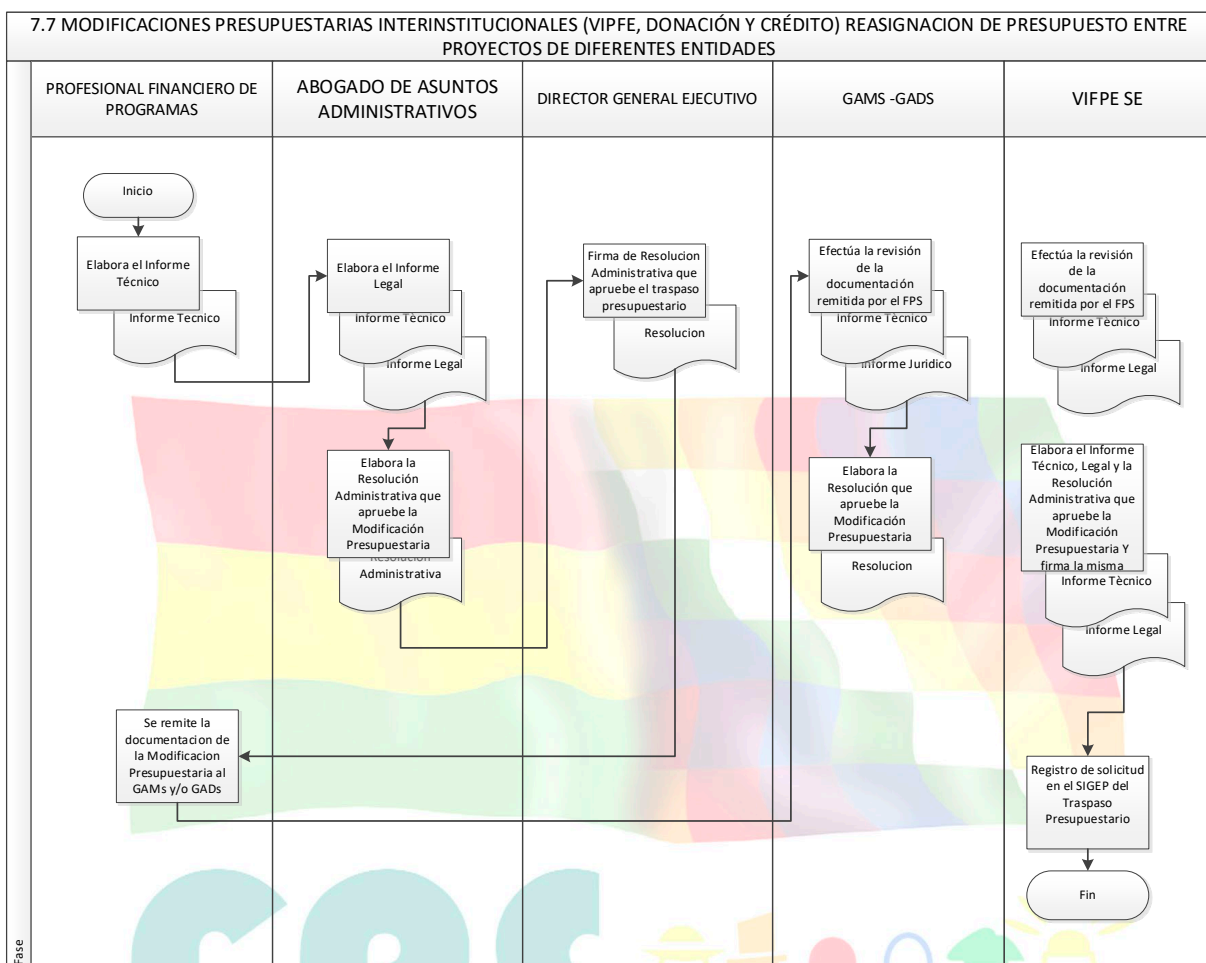 7.7 MODIFICACIONES PRESUPUESTARIAS INTERINSTITUCIONALES (VIPFE, DONACIÓN Y CRÉDITO) REASIGNACION DE PRESUPUESTO ENTRE
PROYECTOS DE DIFERENTES ENTIDADES
PROFESIONAL FINANCIERO DE
PROGRAMAS
ABOGADO DE ASUNTOS
ADMINISTRATIVOS
DIRECTOR GENERAL EJECUTIVO
GAMS -GADS
VIFPE SE
Inicio
Elabora el Informe
Técnico
Informe Tecnico
Se remite la
documentacion de
la Modificacion
Presupuestaria al
GAMs y/o GADs
Elabora el Informe
Legal
Informe Tècnico
Informe Legal
Elabora la
Resolución
Administrativa que
apruebe la
Modificación
Presupuestaria
Resolucion
Administrativa
Firma de Resolucion
Administrativa que
apruebe el traspaso
presupuestario
Resolucion
Efectúa la revisión
de la
documentación
remitida por el FPS
Informe Tècnico
Informe Juridico
Elabora la
Resolución que
apruebe la
Modificación
Presupuestaria
Resolucion
Efectúa la revisión
de la
documentación
remitida por el FPS
Informe Tècnico
Informe Legal
Elabora el Informe
Técnico, Legal y la
Resolución
Administrativa que
apruebe la
Modificación
Presupuestaria Y
firma la misma
Informe Tècnico
Informe Legal
Registro de solicitud
en el SIGEP del
Traspaso
Presupuestario
Fin
Fase